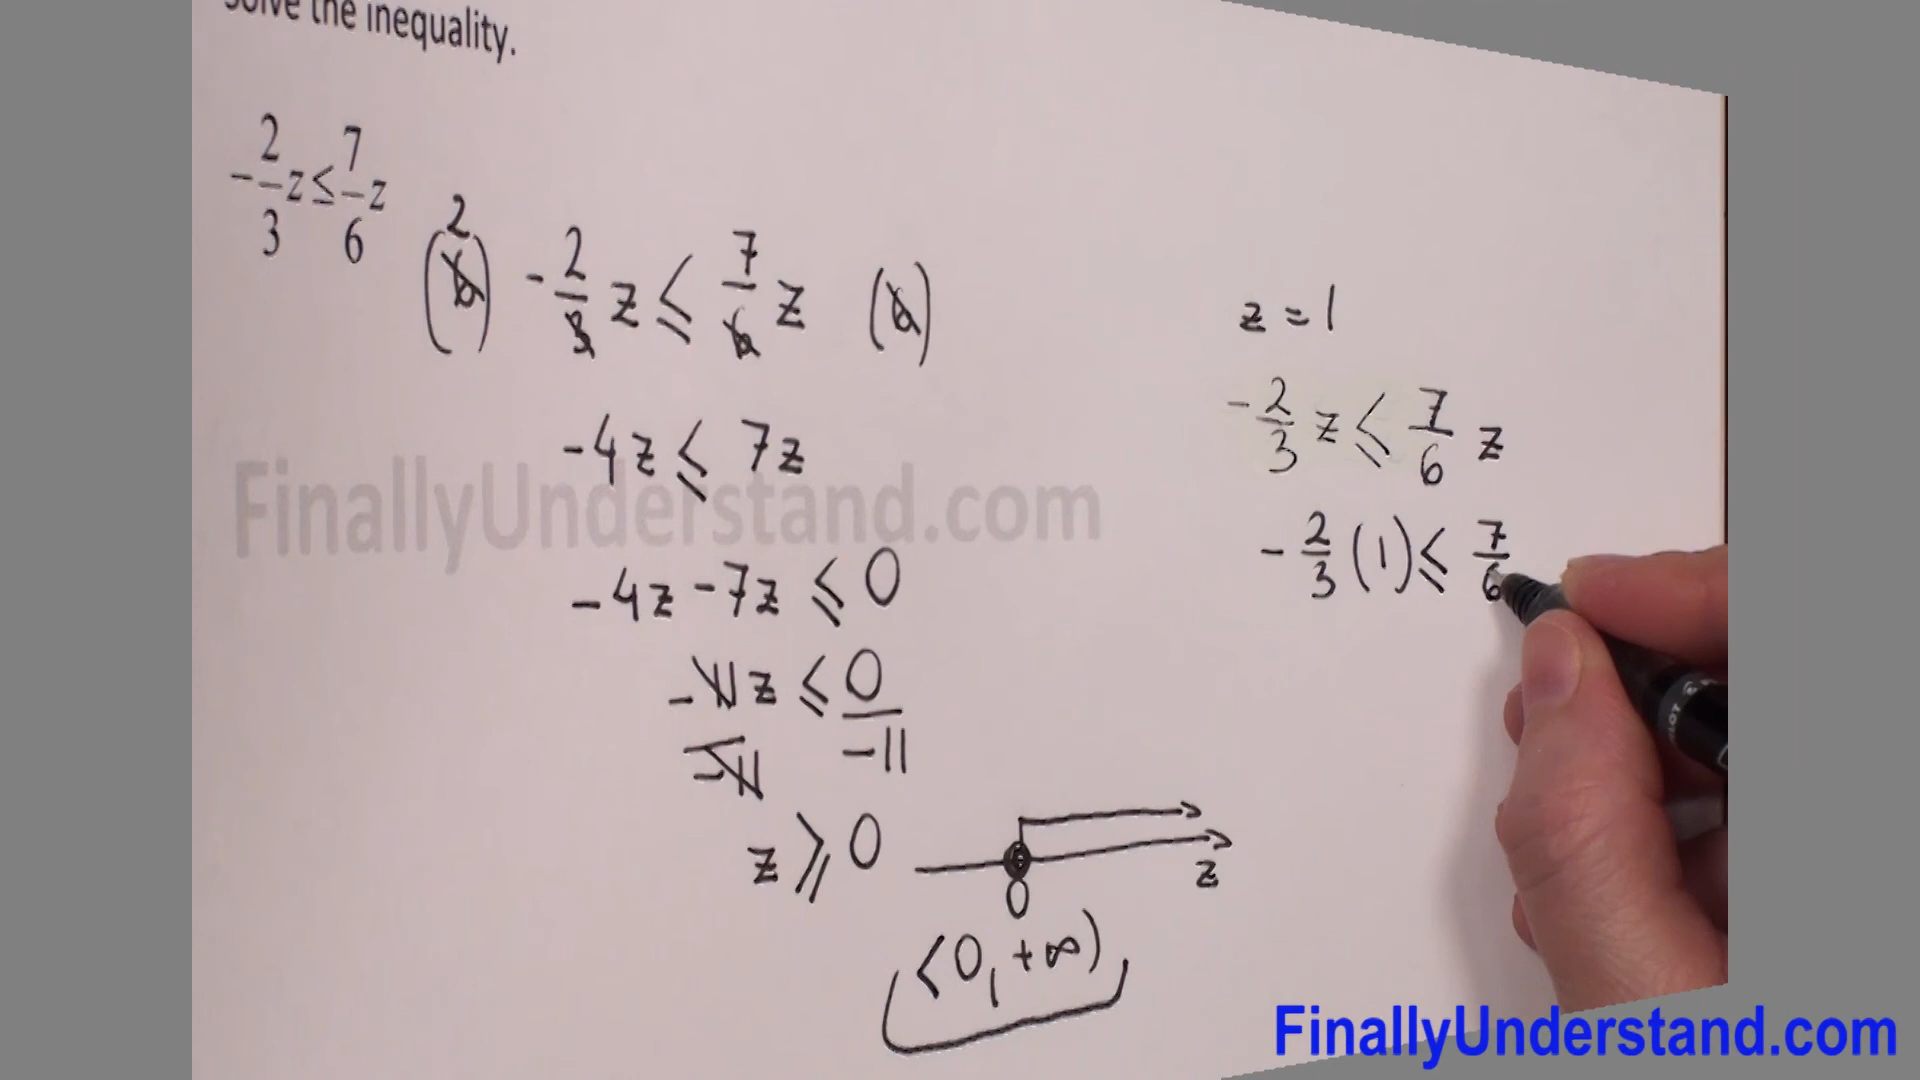 Solve the inequality.
-2/3 z ≤ 7/6 z
2
(6) -2/3 z ≤ 7/6 z (6)
-4z ≤ 7z
FinallyUnderstand.com
-4z - 7z ≤ 0
-11z ≤ 0
-11 -11
z ≥ 0
0
z
<0, +∞)
z = 1
-2/3 z ≤ 7/6 z
-2/3 (1) ≤ 7/6
FinallyUnderstand.com